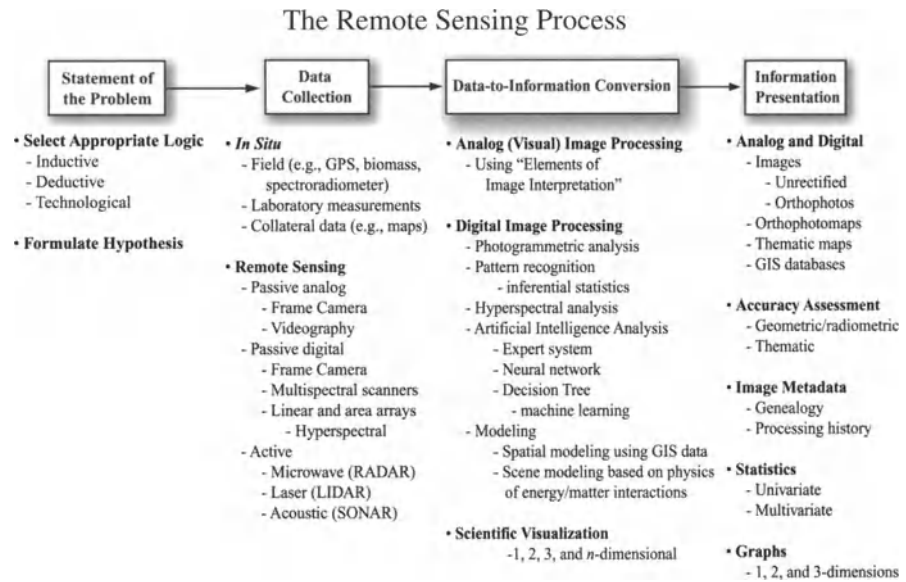 The Remote Sensing Process
Statement of
the Problem
• Select Appropriate Logic
- Inductive
- Deductive
- Technological
• Formulate Hypothesis
Data
Collection
• In Situ
- Field (e.g., GPS, biomass,
spectroradiometer)
- Laboratory measurements
- Collateral data (e.g., maps)
• Remote Sensing
- Passive analog
- Frame Camera
- Videography
- Passive digital
- Frame Camera
- Multispectral scanners
- Linear and area arrays
- Hyperspectral
- Active
- Microwave (RADAR)
- Laser (LIDAR)
- Acoustic (SONAR)
Data-to-Information Conversion
• Analog (Visual) Image Processing
- Using “Elements of
Image Interpretation”
• Digital Image Processing
- Photogrammetric analysis
- Pattern recognition
- inferential statistics
- Hyperspectral analysis
- Artificial Intelligence Analysis
- Expert system
- Neural network
- Decision Tree
- machine learning
- Modeling
- Spatial modeling using GIS data
- Scene modeling based on physics
of energy/matter interactions
• Scientific Visualization
-1, 2, 3, and n-dimensional
Information
Presentation
• Analog and Digital
- Images
- Unrectified
- Orthophotos
- Orthophotomaps
- Thematic maps
- GIS databases
• Accuracy Assessment
- Geometric/radiometric
- Thematic
• Image Metadata
- Genealogy
- Processing history
• Statistics
- Univariate
- Multivariate
• Graphs
- 1, 2, and 3-dimensions